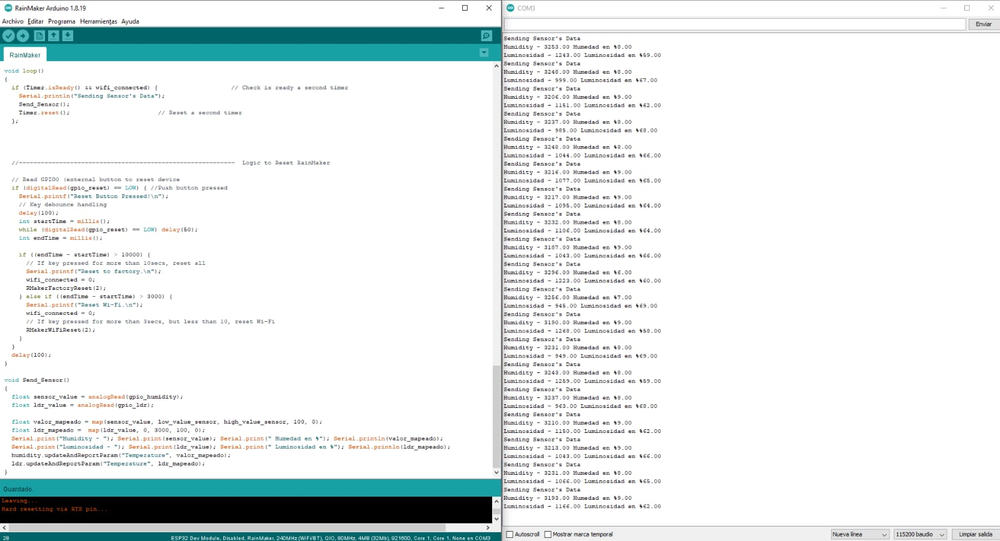 RainMaker Arduino 1.8.19
Archivo Editar Programa Herramientas Ayuda
RainMaker
void loop()
{
if (Timer.isReady() && wifi_connected) { // Check is ready a second timer
Serial.println("Sending Sensor's Data");
Send_Sensor();
Timer.reset(); // Reset a second timer
};
//----------------------------------------------------------- Logic to Reset RainMaker
// Read GPIO0 (external button to reset device
if (digitalRead(gpio_reset) == LOW) { //Push button pressed
Serial.printf("Reset Button Pressed!\n");
// Key debounce handling
delay(100);
int startTime = millis();
while (digitalRead(gpio_reset) == LOW) delay(50);
int endTime = millis();
if ((endTime - startTime) > 10000) {
// If key pressed for more than 10secs, reset all
Serial.printf("Reset to factory.\n");
wifi_connected = 0;
RMakerFactoryReset(2);
} else if ((endTime - startTime) > 3000) {
Serial.printf("Reset Wi-Fi.\n");
wifi_connected = 0;
// If key pressed for more than 3secs, but less than 10, reset Wi-Fi
RMakerWiFiReset(2);
}
}
delay(100);
}
void Send_Sensor()
{
float sensor_value = analogRead(gpio_humidity);
float ldr_value = analogRead(gpio_ldr);
float valor_mapeado = map(sensor_value, low_value_sensor, high_value_sensor, 100, 0);
float ldr_mapeado = map(ldr_value, 0, 3000, 100, 0);
Serial.print("Humidity - "); Serial.print(sensor_value); Serial.print(" Humedad en %"); Serial.println(valor_mapeado);
Serial.print("Luminosidad - "); Serial.print(ldr_value); Serial.print(" Luminosidad en %"); Serial.println(ldr_mapeado);
humidity.updateAndReportParam("Temperature", valor_mapeado);
ldr.updateAndReportParam("Temperature", ldr_mapeado);
}
Guardado.
Leaving...
Hard resetting via RTS pin...
28 ESP32 Dev Module, Disabled, RainMaker, 240MHz (WiFi/BT), QIO, 80MHz, 4MB (32Mb), 921600, Core 1, Core 1, None en COM3
COM3
Enviar
Sending Sensor's Data
Humidity - 3253.00 Humedad en %8.00
Luminosidad - 1243.00 Luminosidad en %59.00
Sending Sensor's Data
Humidity - 3248.00 Humedad en %8.00
Luminosidad - 999.00 Luminosidad en %67.00
Sending Sensor's Data
Humidity - 3206.00 Humedad en %9.00
Luminosidad - 1151.00 Luminosidad en %62.00
Sending Sensor's Data
Humidity - 3237.00 Humedad en %8.00
Luminosidad - 985.00 Luminosidad en %68.00
Sending Sensor's Data
Humidity - 3248.00 Humedad en %8.00
Luminosidad - 1044.00 Luminosidad en %66.00
Sending Sensor's Data
Humidity - 3216.00 Humedad en %9.00
Luminosidad - 1077.00 Luminosidad en %65.00
Sending Sensor's Data
Humidity - 3217.00 Humedad en %9.00
Luminosidad - 1095.00 Luminosidad en %64.00
Sending Sensor's Data
Humidity - 3232.00 Humedad en %8.00
Luminosidad - 1106.00 Luminosidad en %64.00
Sending Sensor's Data
Humidity - 3187.00 Humedad en %9.00
Luminosidad - 1043.00 Luminosidad en %66.00
Sending Sensor's Data
Humidity - 3296.00 Humedad en %6.00
Luminosidad - 1223.00 Luminosidad en %60.00
Sending Sensor's Data
Humidity - 3256.00 Humedad en %7.00
Luminosidad - 945.00 Luminosidad en %69.00
Sending Sensor's Data
Humidity - 3190.00 Humedad en %9.00
Luminosidad - 1268.00 Luminosidad en %58.00
Sending Sensor's Data
Humidity - 3231.00 Humedad en %8.00
Luminosidad - 949.00 Luminosidad en %69.00
Sending Sensor's Data
Humidity - 3243.00 Humedad en %8.00
Luminosidad - 1259.00 Luminosidad en %59.00
Sending Sensor's Data
Humidity - 3237.00 Humedad en %8.00
Luminosidad - 963.00 Luminosidad en %68.00
Sending Sensor's Data
Humidity - 3210.00 Humedad en %9.00
Luminosidad - 1150.00 Luminosidad en %62.00
Sending Sensor's Data
Humidity - 3213.00 Humedad en %9.00
Luminosidad - 1043.00 Luminosidad en %66.00
Sending Sensor's Data
Humidity - 3231.00 Humedad en %8.00
Luminosidad - 1066.00 Luminosidad en %65.00
Sending Sensor's Data
Humidity - 3193.00 Humedad en %9.00
Luminosidad - 1166.00 Luminosidad en %62.00
Autoscroll Mostrar marca temporal Nueva línea 115200 baudio Limpiar salida